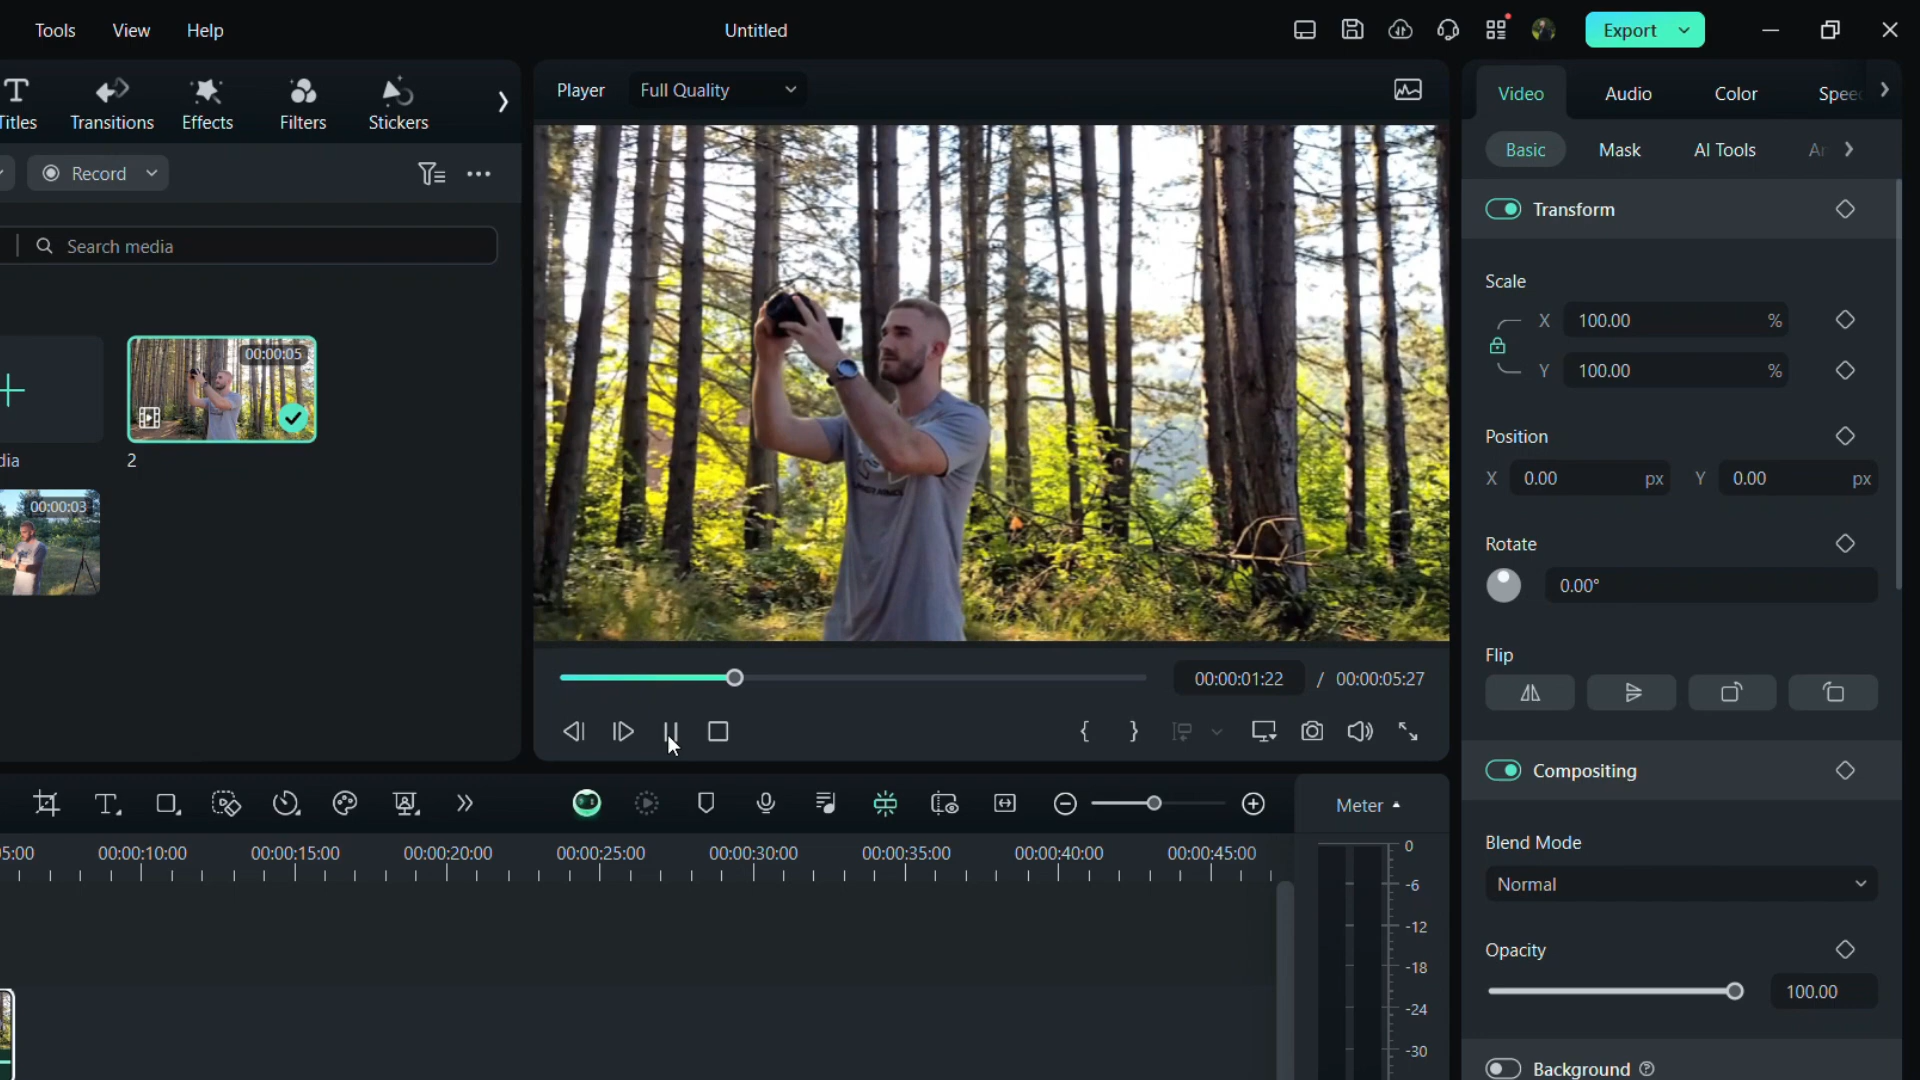 Tools View Help Untitled Export
Titles Transitions Effects Filters Stickers
Player Full Quality
Video Audio Color Speed
Record
Basic Mask AI Tools
Search media
Transform
Scale
X 100.00 %
Y 100.00 %
00:00:05
2
00:00:03
Position
X 0.00 px Y 0.00 px
Rotate
0.00°
Flip
00:00:01:22 / 00:00:05:27
Compositing
Meter
Blend Mode
Normal
5:00 00:00:10:00 00:00:15:00 00:00:20:00 00:00:25:00 00:00:30:00 00:00:35:00 00:00:40:00 00:00:45:00
0
-6
-12
-18
-24
-30
Opacity
100.00
Background